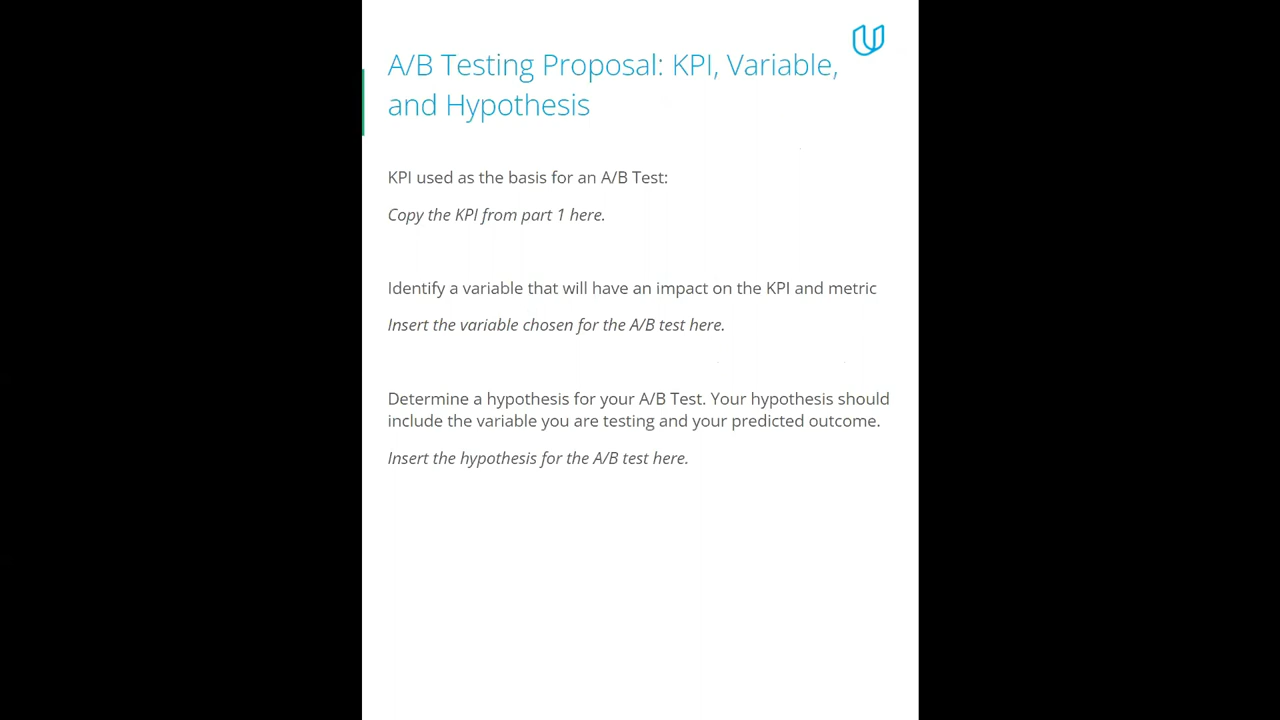 A/B Testing Proposal: KPI, Variable,
and Hypothesis
KPI used as the basis for an A/B Test:
Copy the KPI from part 1 here.
Identify a variable that will have an impact on the KPI and metric
Insert the variable chosen for the A/B test here.
Determine a hypothesis for your A/B Test. Your hypothesis should
include the variable you are testing and your predicted outcome.
Insert the hypothesis for the A/B test here.